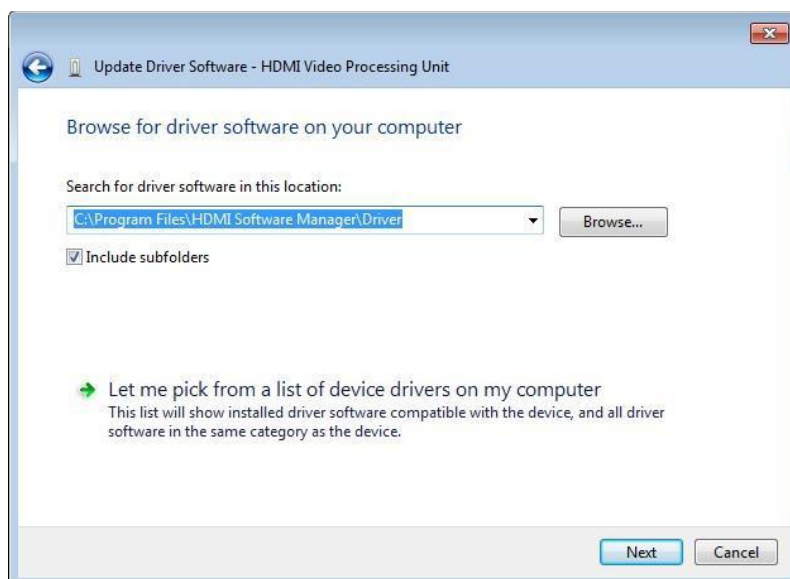 Update Driver Software - HDMI Video Processing Unit
Browse for driver software on your computer
Search for driver software in this location:
C:\Program Files\HDMI Software Manager\Driver
Browse...
Include subfolders
Let me pick from a list of device drivers on my computer
This list will show installed driver software compatible with the device, and all driver
software in the same category as the device.
Next
Cancel